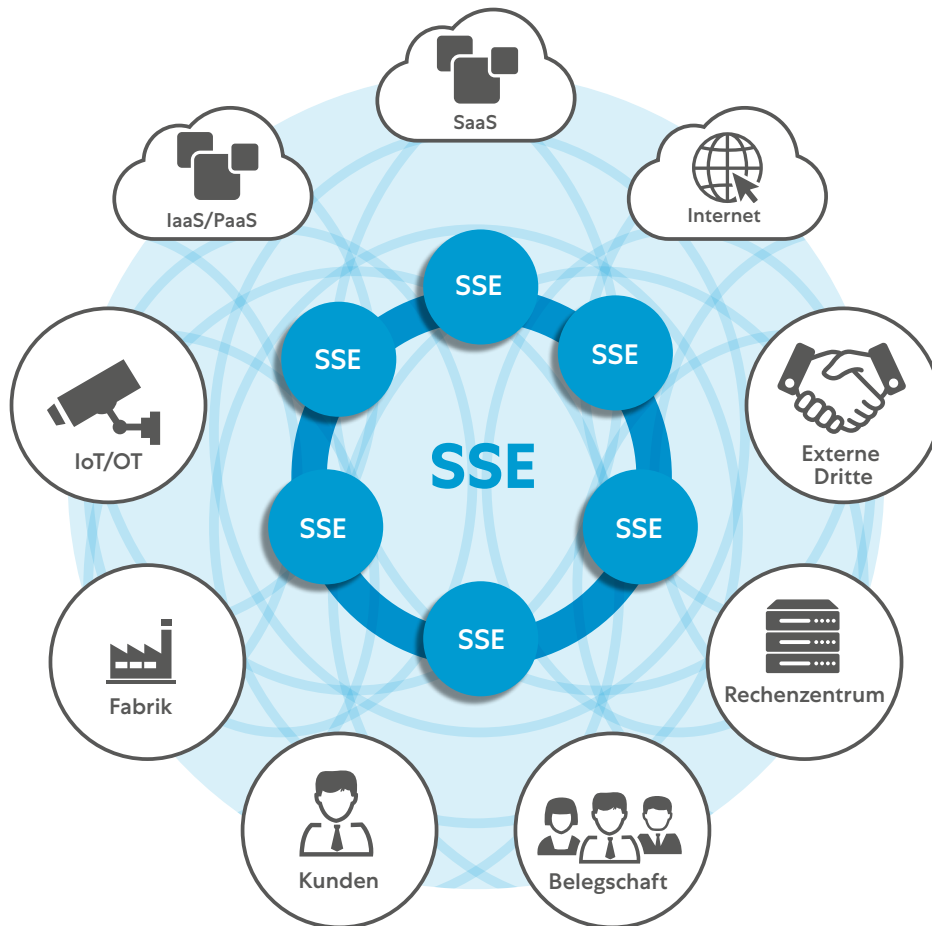 SaaS
IaaS/PaaS
Internet
SSE
SSE
SSE
IoT/OT
SSE
Externe
Dritte
SSE
SSE
SSE
Fabrik
Rechenzentrum
Kunden
Belegschaft